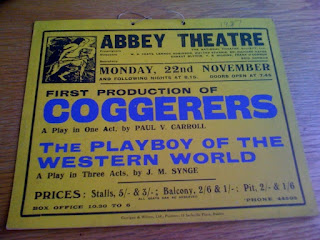 1937
ABBEY THEATRE
MONDAY, 22nd NOVEMBER
AND FOLLOWING NIGHTS AT 8.15. DOORS OPEN AT 7.45
FIRST PRODUCTION OF
COGGERERS
A Play in One Act, by PAUL V. CARROLL
THE PLAYBOY OF THE
WESTERN WORLD
A Play in Three Acts, by J. M. SYNGE
PRICES: Stalls, 5/- & 3/-; Balcony, 2/6 & 1/-; Pit, 2/- & 1/6
BOX OFFICE 10.30 TO 6